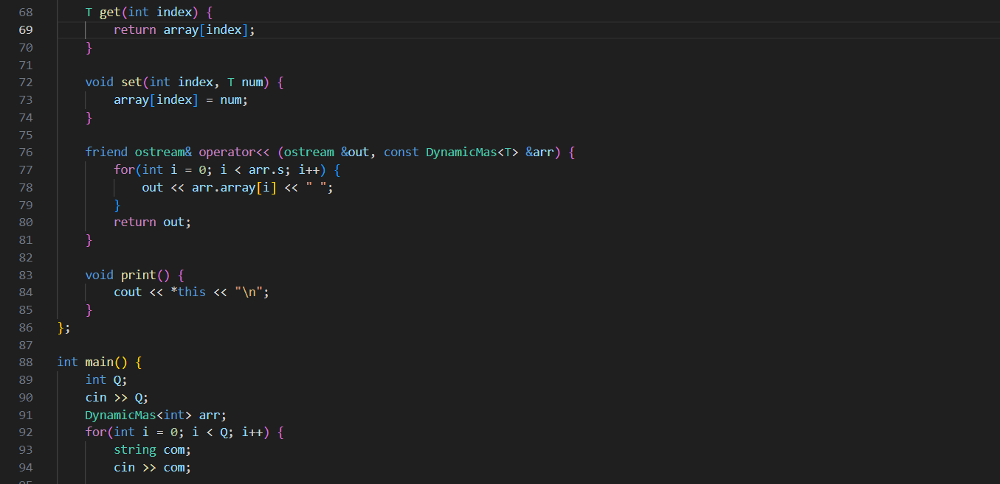 68 T get(int index) {
69 return array[index];
70 }
71
72 void set(int index, T num) {
73 array[index] = num;
74 }
75
76 friend ostream& operator<< (ostream &out, const DynamicMas<T> &arr) {
77 for(int i = 0; i < arr.s; i++) {
78 out << arr.array[i] << " ";
79 }
80 return out;
81 }
82
83 void print() {
84 cout << *this << "\n";
85 }
86 };
87
88 int main() {
89 int Q;
90 cin >> Q;
91 DynamicMas<int> arr;
92 for(int i = 0; i < Q; i++) {
93 string com;
94 cin >> com;